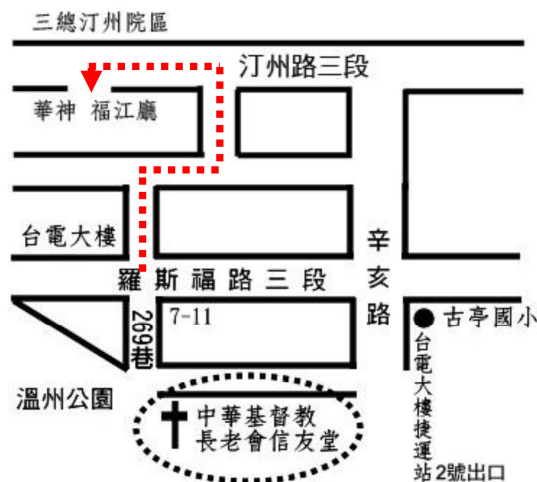 三總汀州院區
汀州路三段
華神 福江廳
台電大樓
辛亥路
羅斯福路三段
269巷
7-11
古亭國小
台電大樓捷運站2號出口
溫州公園
中華基督教
長老會信友堂